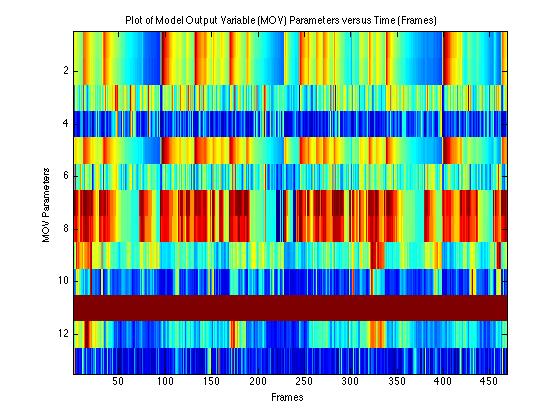 Plot of Model Output Variable (MOV) Parameters versus Time (Frames)
MOV Parameters
2
4
6
8
10
12
50 100 150 200 250 300 350 400 450
Frames